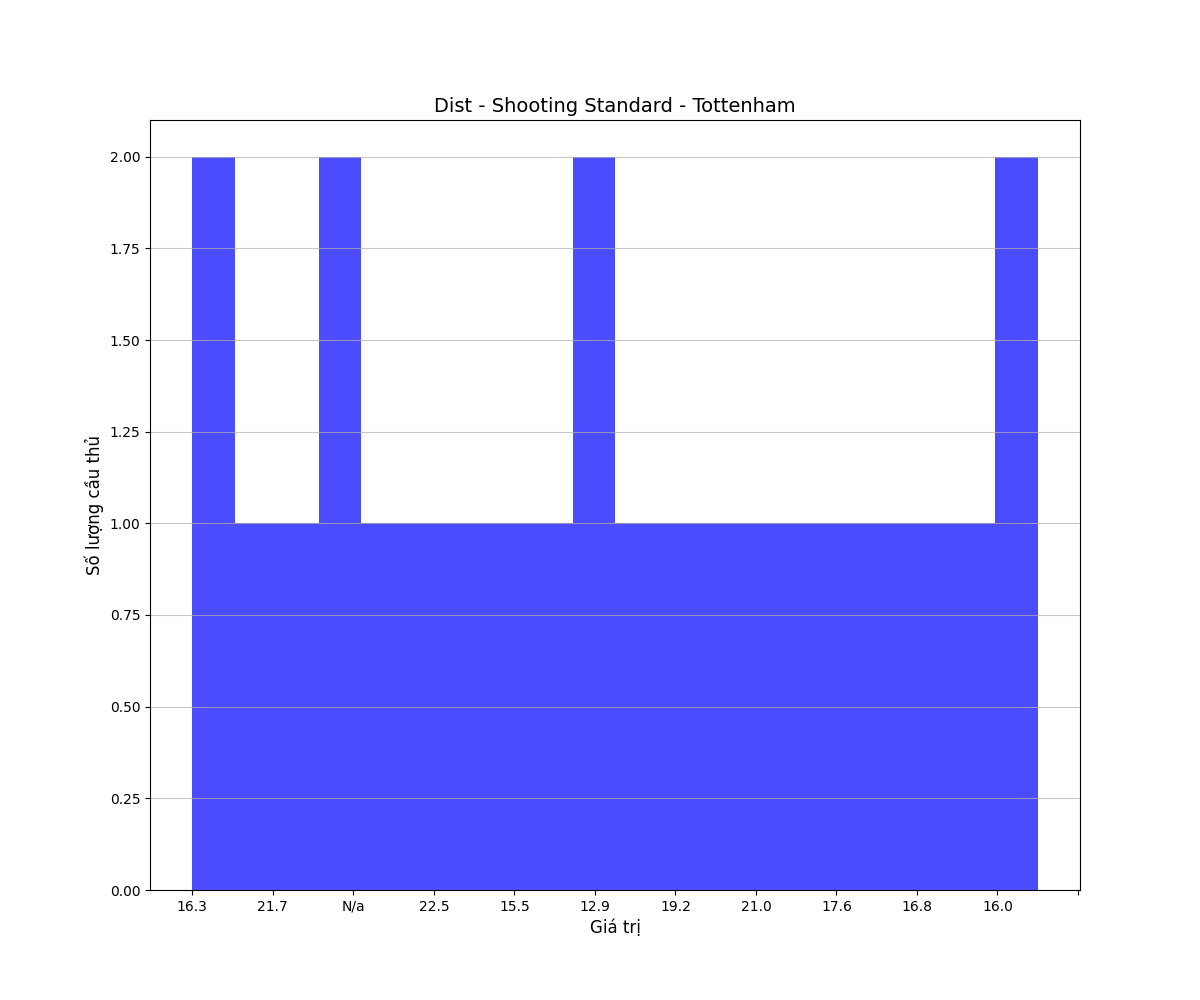 Dist - Shooting Standard - Tottenham
2.00
1.75
1.50
1.25
1.00
0.75
0.50
0.25
0.00
Số lượng cầu thủ
16.3 21.7 N/a 22.5 15.5 12.9 19.2 21.0 17.6 16.8 16.0
Giá trị